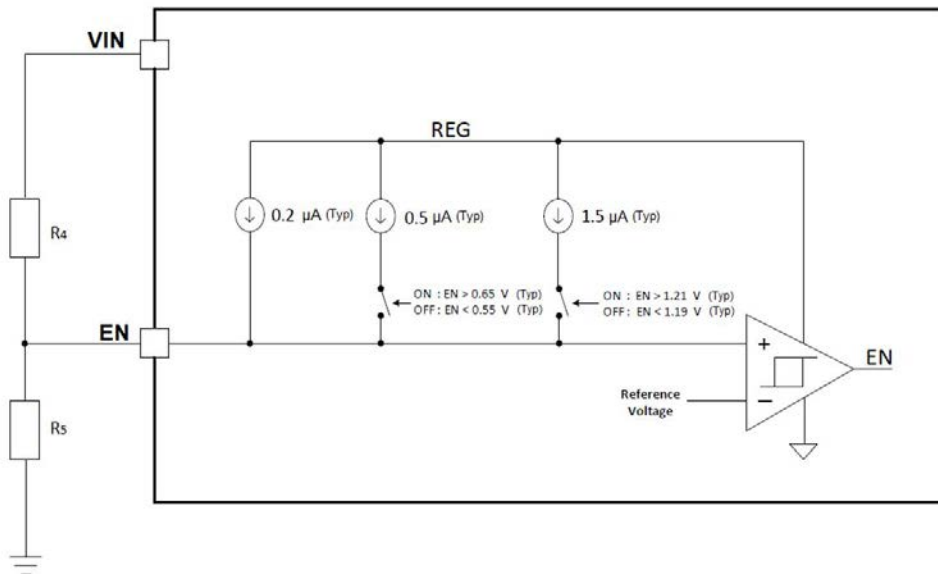 VIN
REG
0.2 μA (Typ)
0.5 μA (Typ)
1.5 μA (Typ)
R4
ON : EN > 0.65 V (Typ)
OFF : EN < 0.55 V (Typ)
ON : EN > 1.21 V (Typ)
OFF : EN < 1.19 V (Typ)
EN
+
EN
Reference
Voltage
−
R5